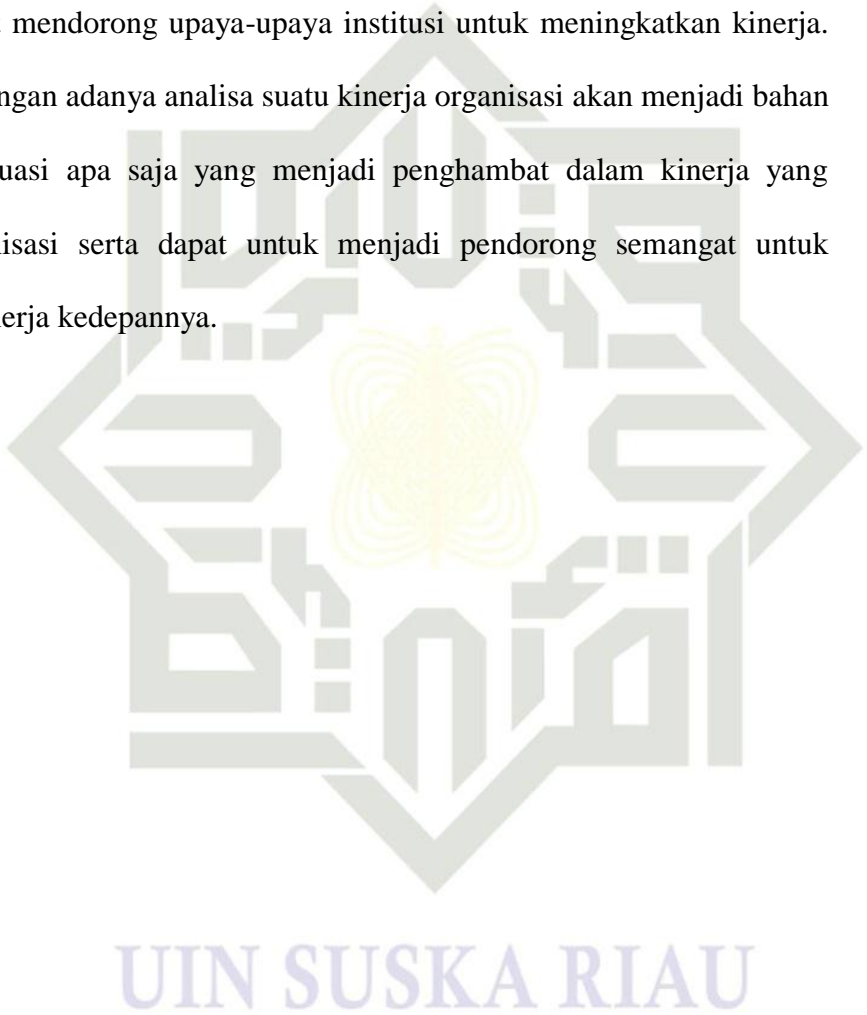 mendorong upaya-upaya institusi untuk meningkatkan kinerja.
ngan adanya analisa suatu kinerja organisasi akan menjadi bahan
uasi apa saja yang menjadi penghambat dalam kinerja yang
isasi serta dapat untuk menjadi pendorong semangat untuk
erja kedepannya.
UIN SUSKA RIAU